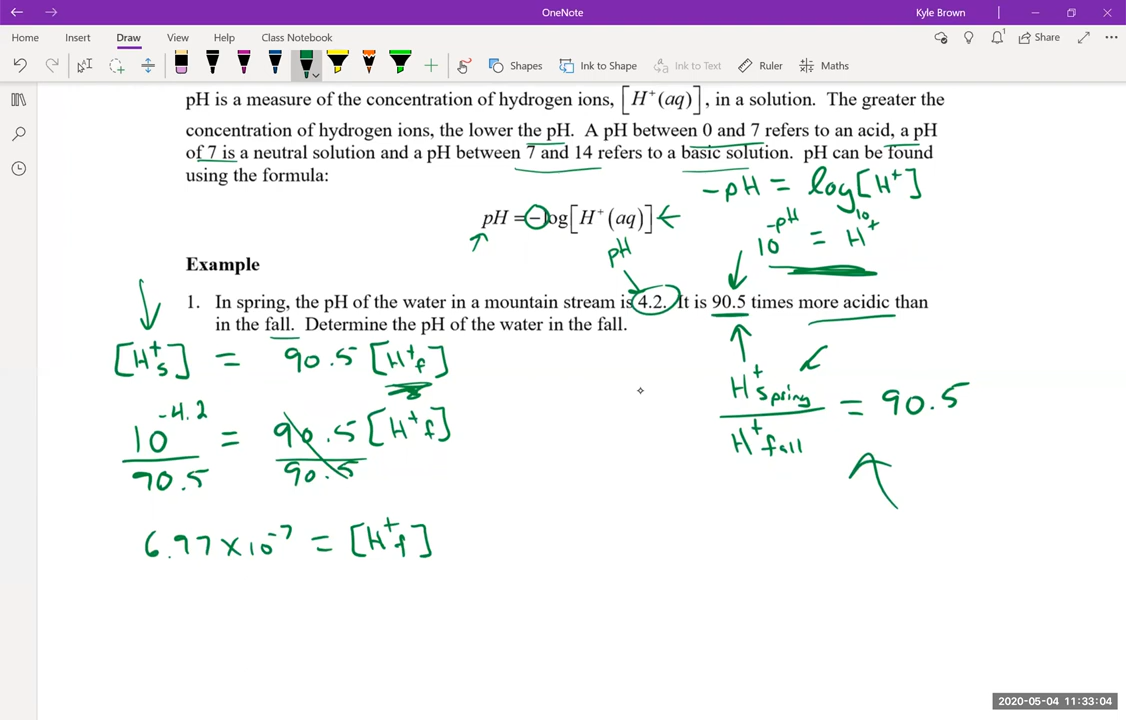 OneNote
Kyle Brown
Home Insert Draw View Help Class Notebook
Share
Shapes Ink to Shape Ink to Text Ruler Maths
pH is a measure of the concentration of hydrogen ions, [H⁺(aq)], in a solution. The greater the
concentration of hydrogen ions, the lower the pH. A pH between 0 and 7 refers to an acid, a pH
of 7 is a neutral solution and a pH between 7 and 14 refers to a basic solution. pH can be found
using the formula:
-pH = log[H⁺]
10
pH = -log[H⁺(aq)]
10^-pH = H⁺
pH
Example
1. In spring, the pH of the water in a mountain stream is 4.2. It is 90.5 times more acidic than
in the fall. Determine the pH of the water in the fall.
[H⁺s] = 90.5 [H⁺f]
H⁺spring
= 90.5
H⁺fall
10^-4.2 = 90.5 [H⁺f]
90.5 90.5
6.97 × 10^-7 = [H⁺f]
2020-05-04 11:33:04